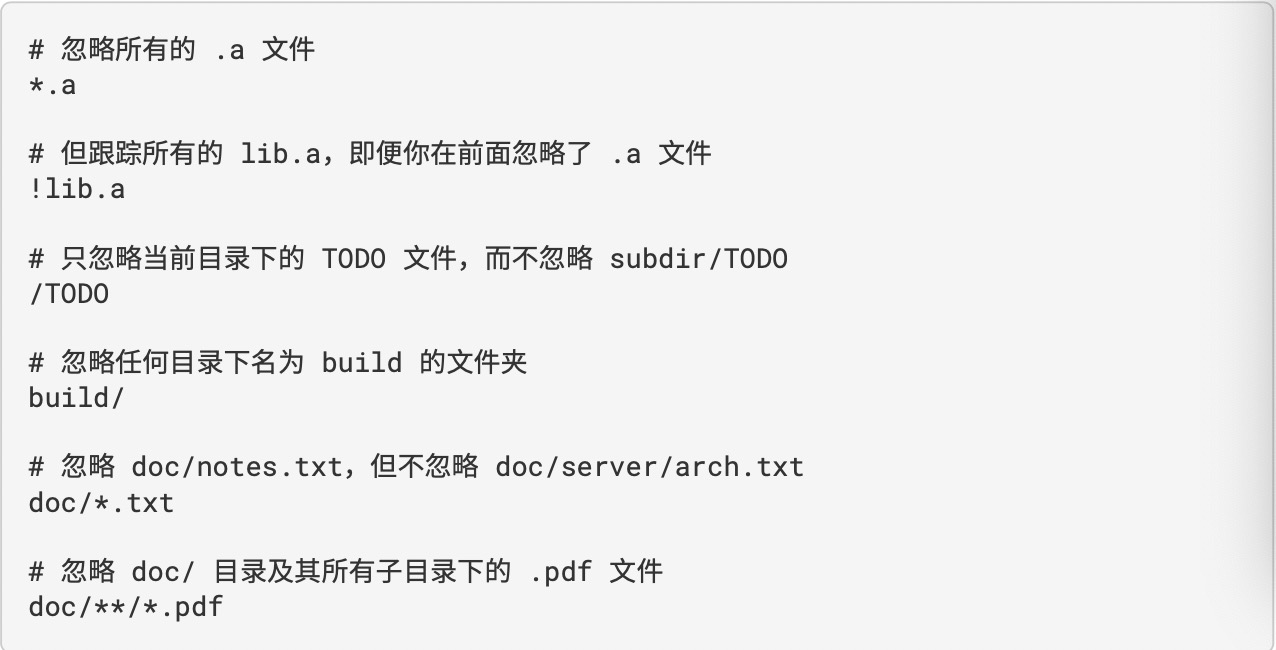 # 忽略所有的 .a 文件
*.a
# 但跟踪所有的 lib.a，即便你在前面忽略了 .a 文件
!lib.a
# 只忽略当前目录下的 TODO 文件，而不忽略 subdir/TODO
/TODO
# 忽略任何目录下名为 build 的文件夹
build/
# 忽略 doc/notes.txt，但不忽略 doc/server/arch.txt
doc/*.txt
# 忽略 doc/ 目录及其所有子目录下的 .pdf 文件
doc/**/*.pdf